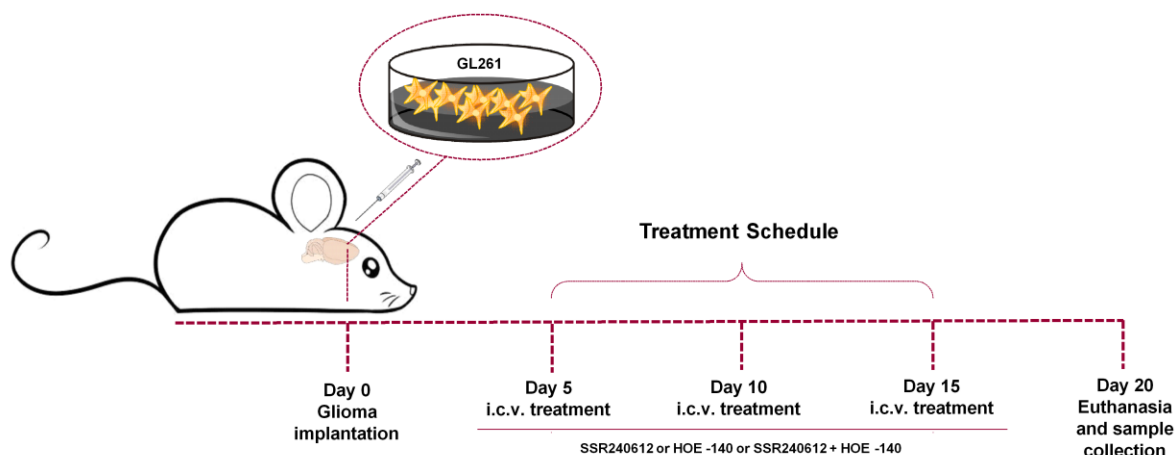 GL261
Treatment Schedule
Day 0
Glioma
implantation
Day 5
i.c.v. treatment
Day 10
i.c.v. treatment
Day 15
i.c.v. treatment
Day 20
Euthanasia
and sample
collection
SSR240612 or HOE -140 or SSR240612 + HOE -140